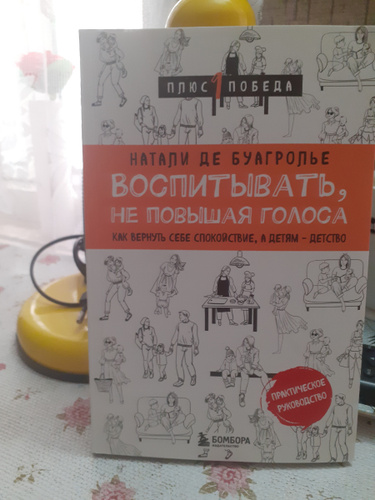 ПЛЮС 1 ПОБЕДА
НАТАЛИ ДЕ БУАГРОЛЬЕ
ВОСПИТЫВАТЬ,
НЕ ПОВЫШАЯ ГОЛОСА
КАК ВЕРНУТЬ СЕБЕ СПОКОЙСТВИЕ, А ДЕТЯМ – ДЕТСТВО
ПРАКТИЧЕСКОЕ
РУКОВОДСТВО
БОМБОРА
ИЗДАТЕЛЬСТВО